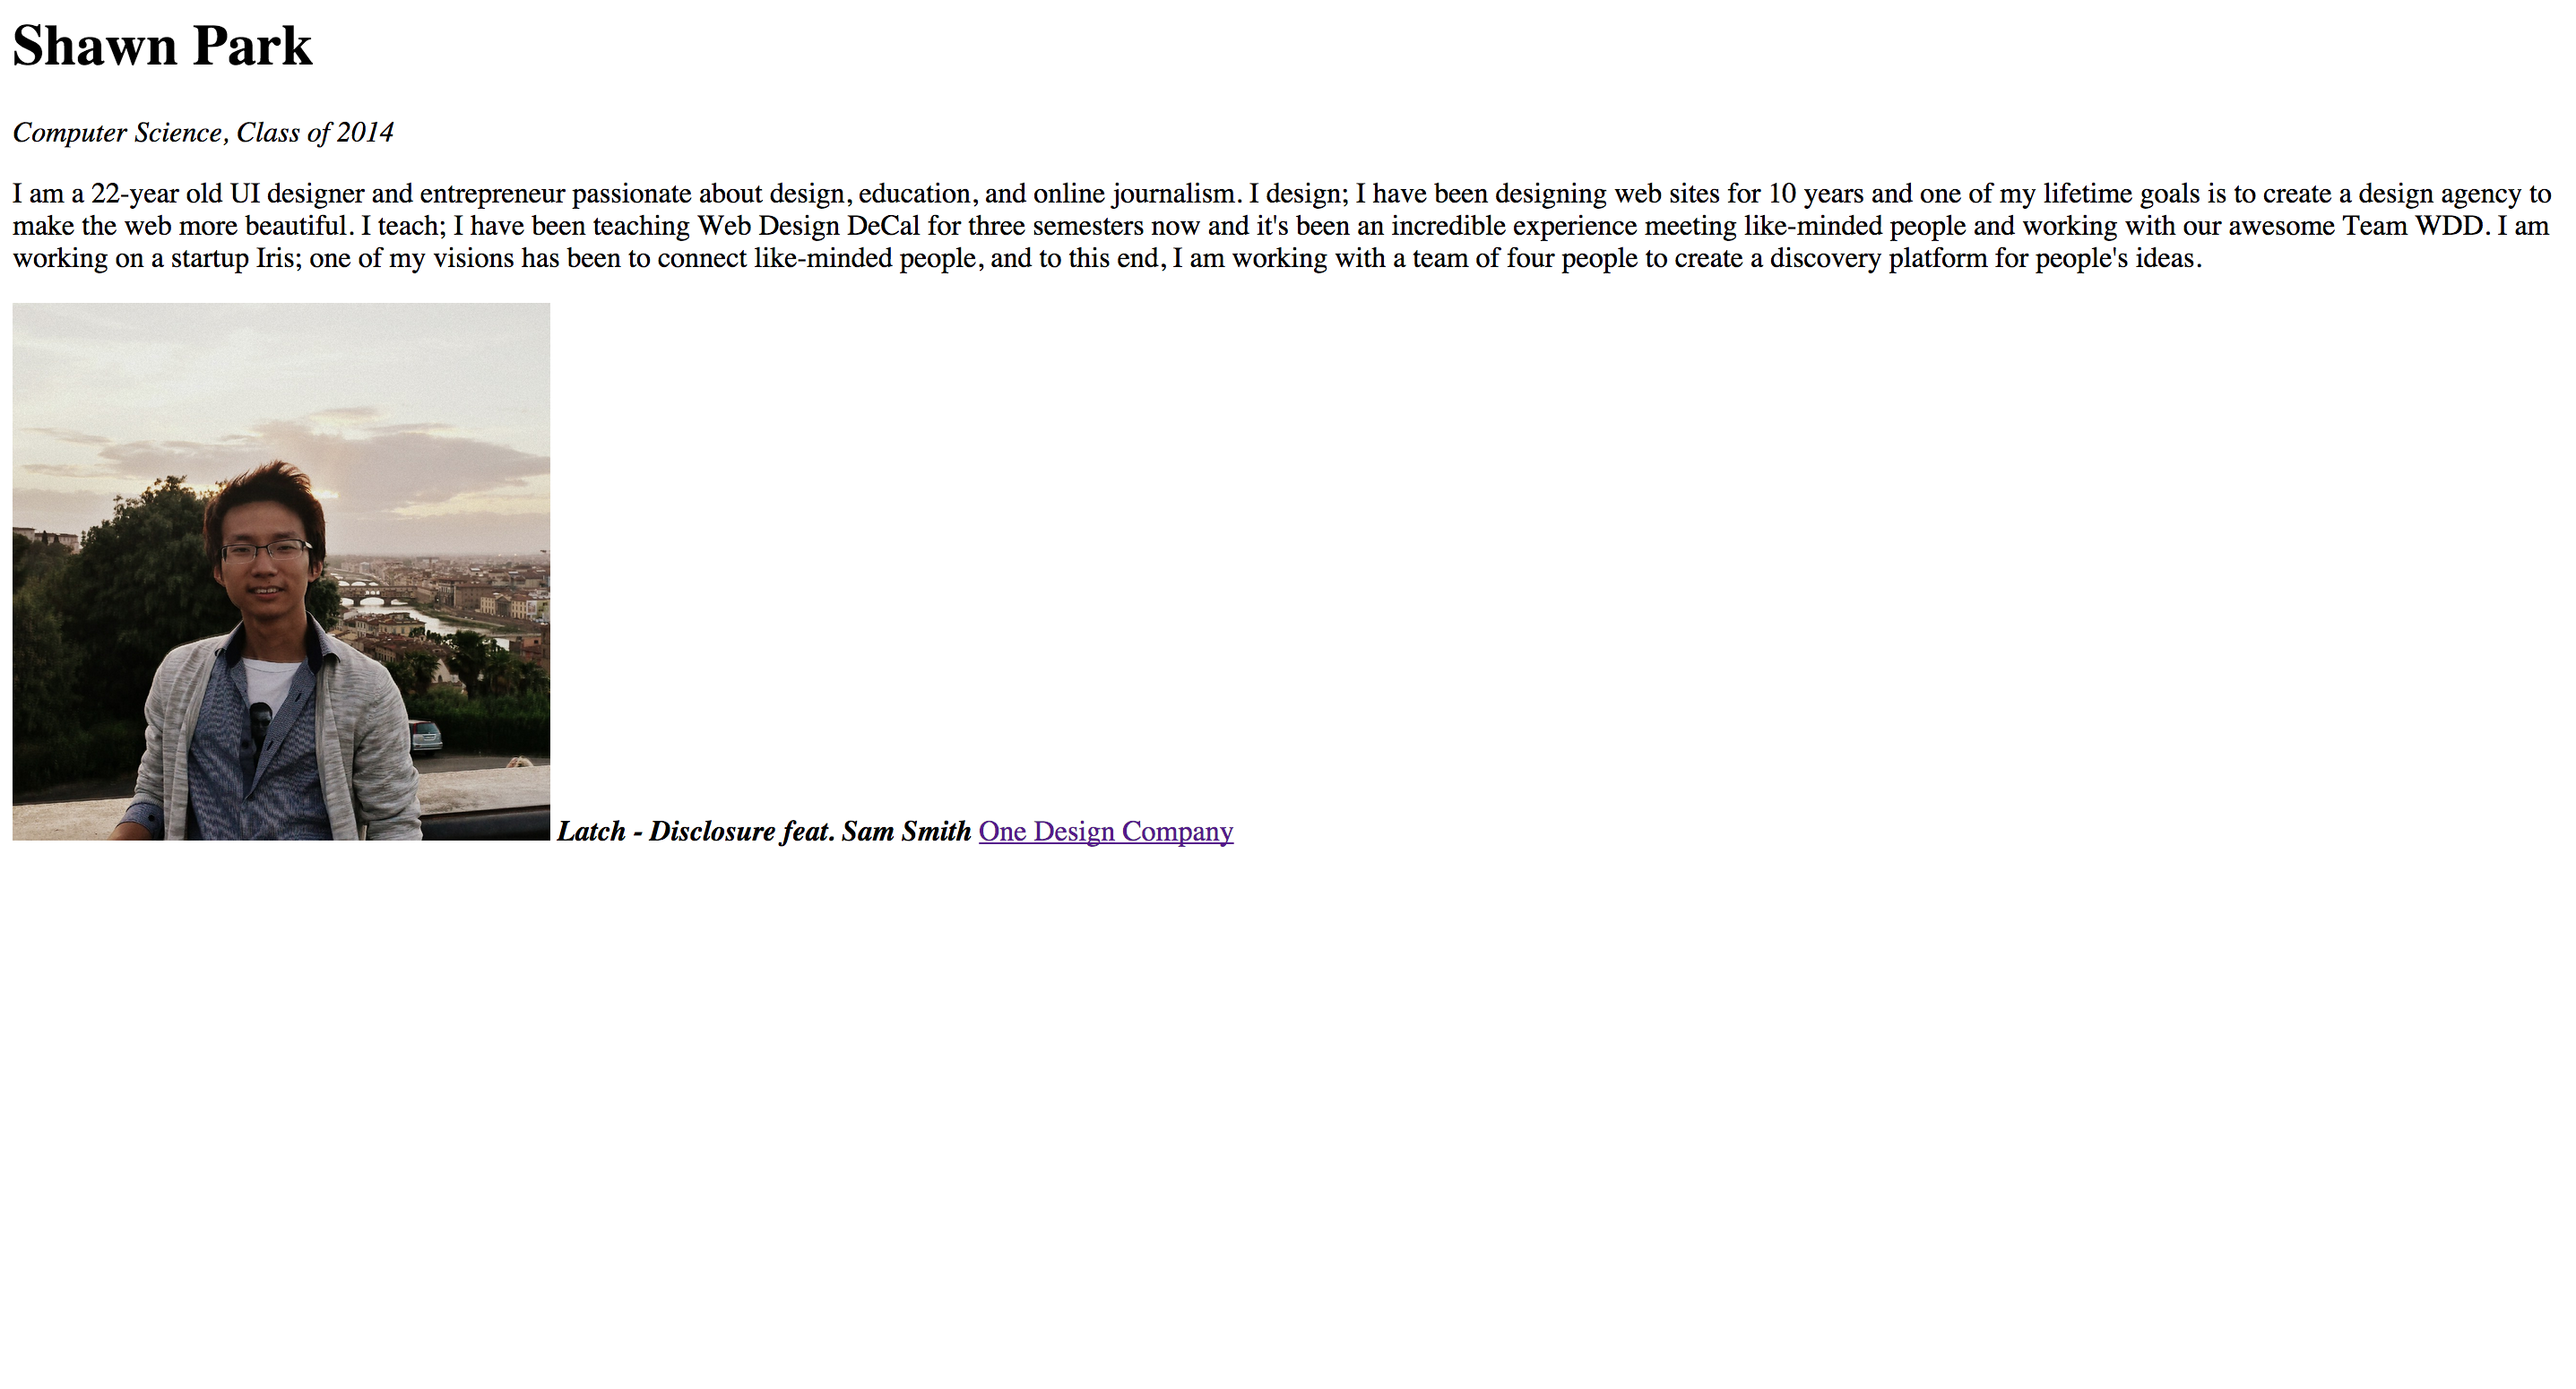 Shawn Park
Computer Science, Class of 2014
I am a 22-year old UI designer and entrepreneur passionate about design, education, and online journalism. I design; I have been designing web sites for 10 years and one of my lifetime goals is to create a design agency to
make the web more beautiful. I teach; I have been teaching Web Design DeCal for three semesters now and it's been an incredible experience meeting like-minded people and working with our awesome Team WDD. I am
working on a startup Iris; one of my visions has been to connect like-minded people, and to this end, I am working with a team of four people to create a discovery platform for people's ideas.
Latch - Disclosure feat. Sam Smith One Design Company